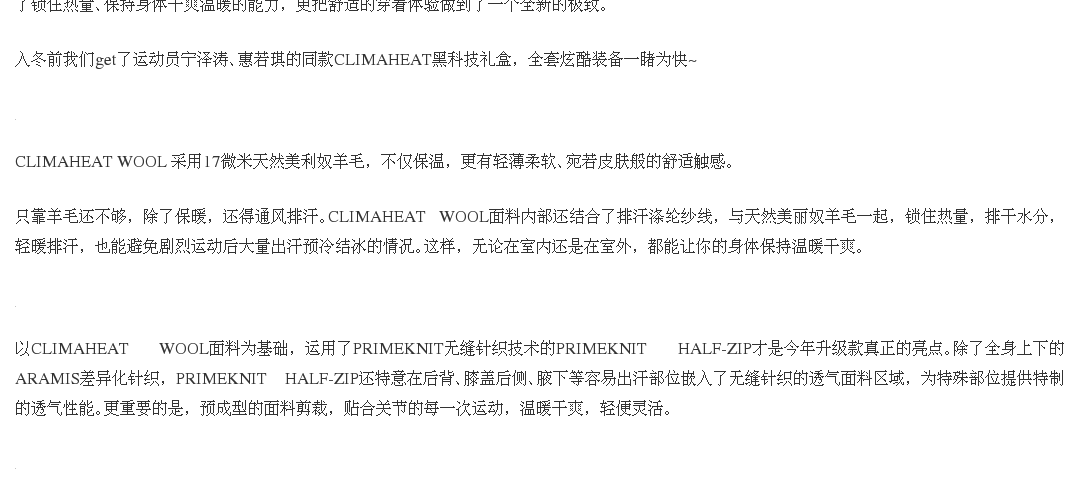 了锁住热量、保持身体干爽温暖的能力，更把舒适的穿着体验做到了一个全新的极致。
入冬前我们get了运动员宁泽涛、惠若琪的同款CLIMAHEAT黑科技礼盒，全套炫酷装备一睹为快~
CLIMAHEAT WOOL 采用17微米天然美利奴羊毛，不仅保温，更有轻薄柔软、宛若皮肤般的舒适触感。
只靠羊毛还不够，除了保暖，还得通风排汗。CLIMAHEAT WOOL面料内部还结合了排汗涤纶纱线，与天然美丽奴羊毛一起，锁住热量，排干水分，
轻暖排汗，也能避免剧烈运动后大量出汗预冷结冰的情况。这样，无论在室内还是在室外，都能让你的身体保持温暖干爽。
以CLIMAHEAT WOOL面料为基础，运用了PRIMEKNIT无缝针织技术的PRIMEKNIT HALF-ZIP才是今年升级款真正的亮点。除了全身上下的
ARAMIS差异化针织，PRIMEKNIT HALF-ZIP还特意在后背、膝盖后侧、腋下等容易出汗部位嵌入了无缝针织的透气面料区域，为特殊部位提供特制
的透气性能。更重要的是，预成型的面料剪裁，贴合关节的每一次运动，温暖干爽，轻便灵活。